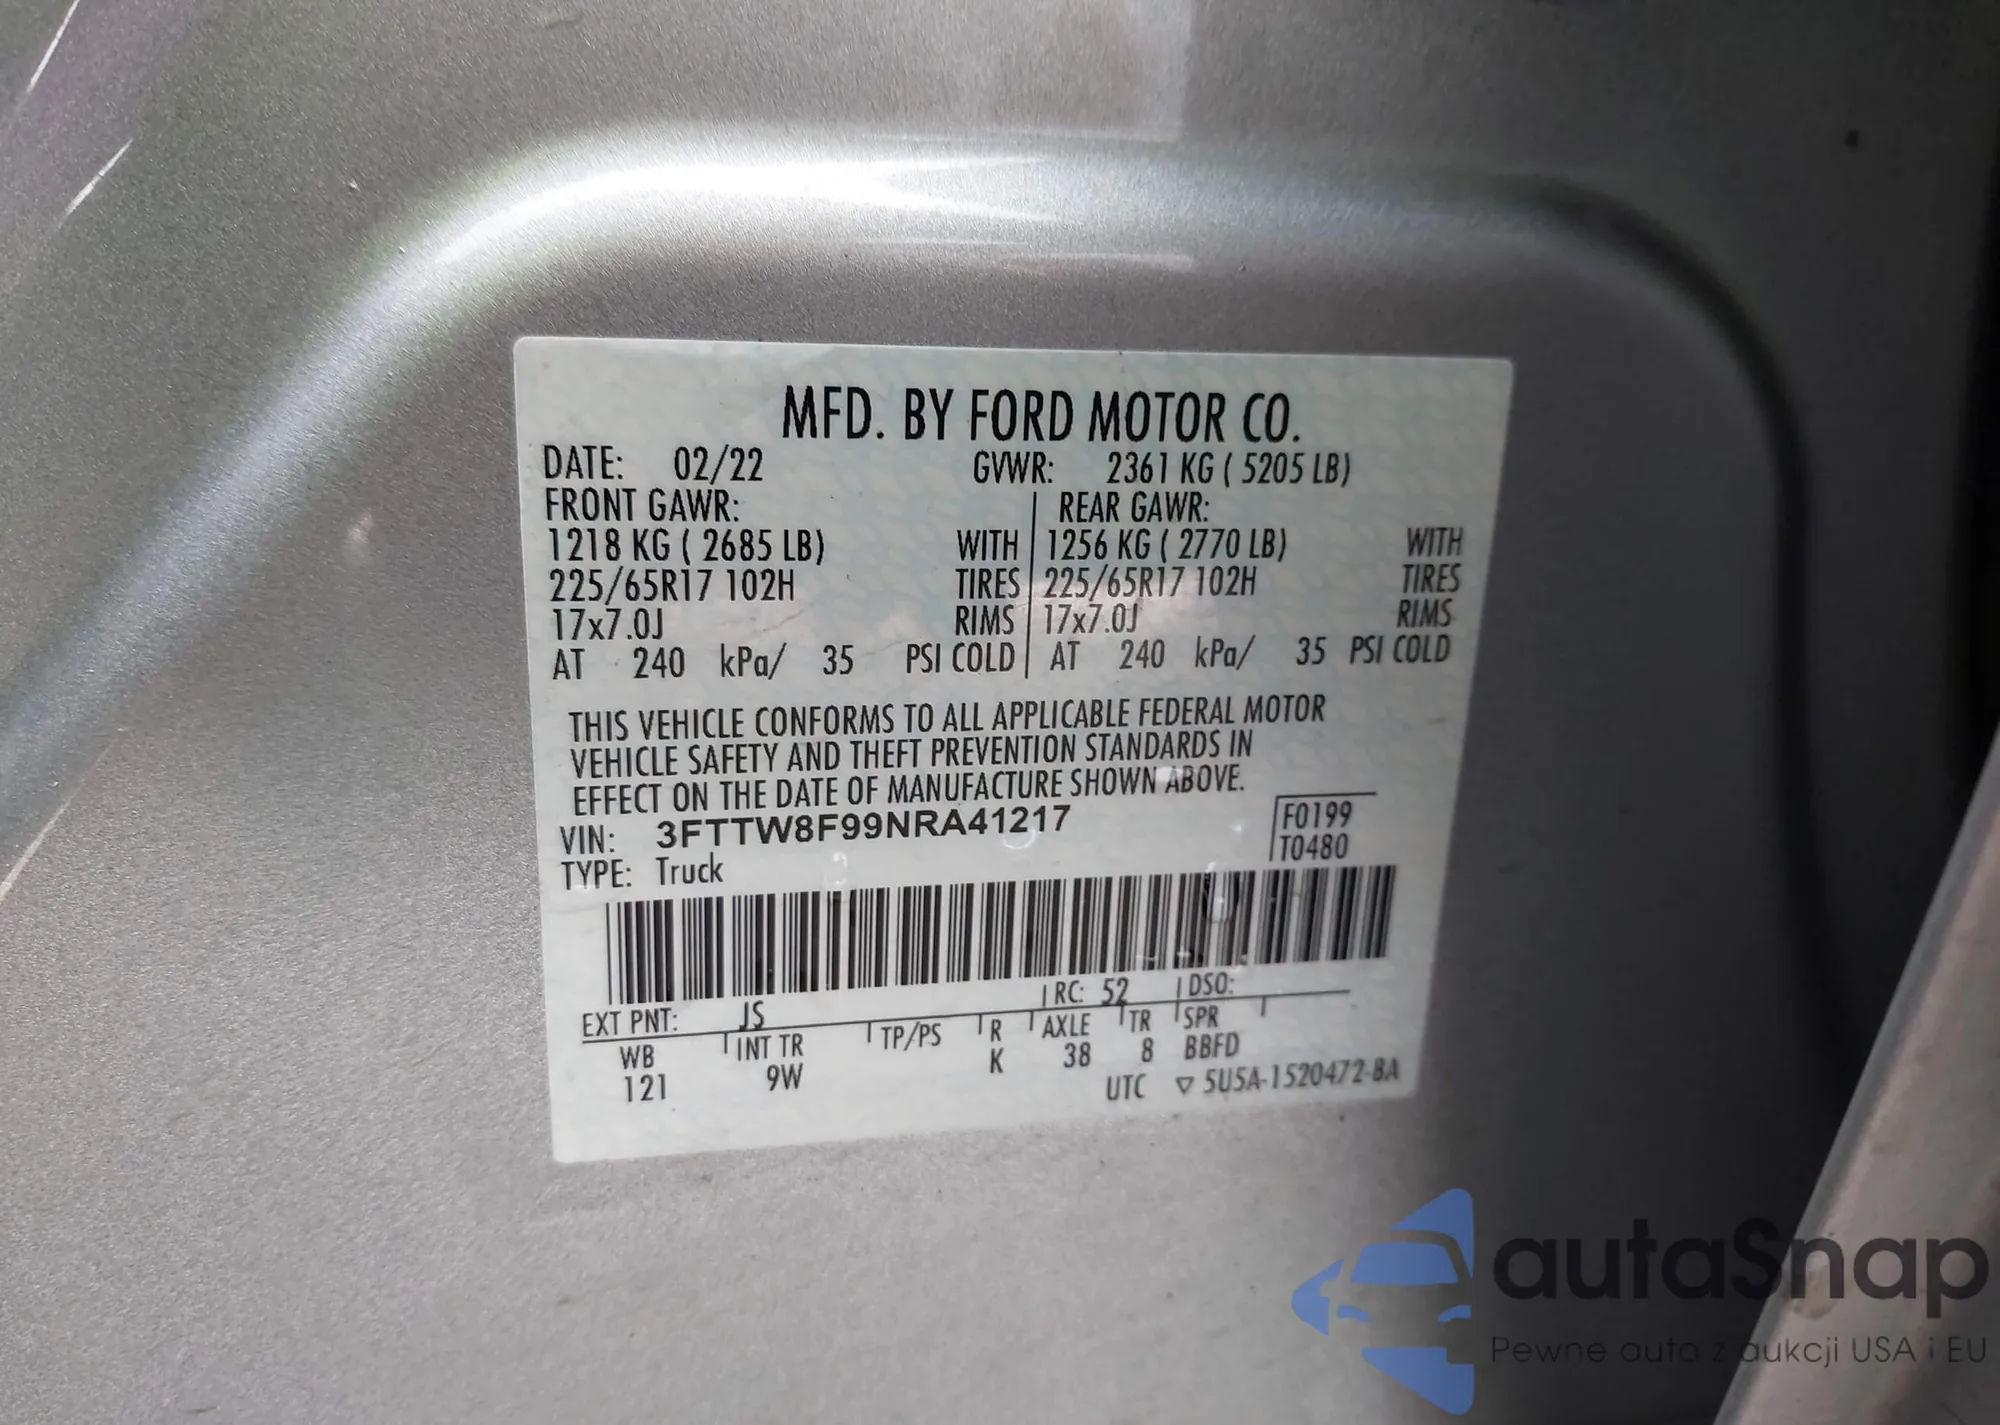 MFD. BY FORD MOTOR CO.
DATE: 02/22 GVWR: 2361 KG ( 5205 LB)
FRONT GAWR: REAR GAWR:
1218 KG ( 2685 LB) WITH 1256 KG ( 2770 LB) WITH
225/65R17 102H TIRES 225/65R17 102H TIRES
17x7.0J RIMS 17x7.0J RIMS
AT 240 kPa/ 35 PSI COLD AT 240 kPa/ 35 PSI COLD
THIS VEHICLE CONFORMS TO ALL APPLICABLE FEDERAL MOTOR
VEHICLE SAFETY AND THEFT PREVENTION STANDARDS IN
EFFECT ON THE DATE OF MANUFACTURE SHOWN ABOVE.
VIN: 3FTTW8F99NRA41217 F0199
TYPE: Truck T0480
EXT PNT: JS RC: 52 DSO:
WB INT TR TP/PS R AXLE TR SPR
121 9W K 38 8 BBFD
UTC ▽ 5U5A-1520472-BA
autaSnap
Pewne auta z aukcji USA i EU